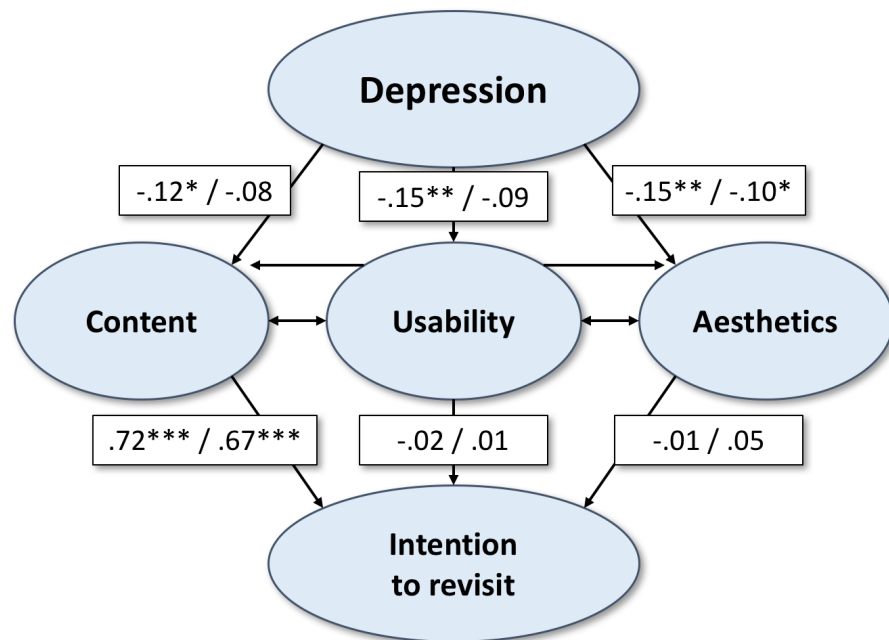 Depression
-.12* / -.08
-.15** / -.09
-.15** / -.10*
Content
Usability
Aesthetics
.72*** / .67***
-.02 / .01
-.01 / .05
Intention
to revisit